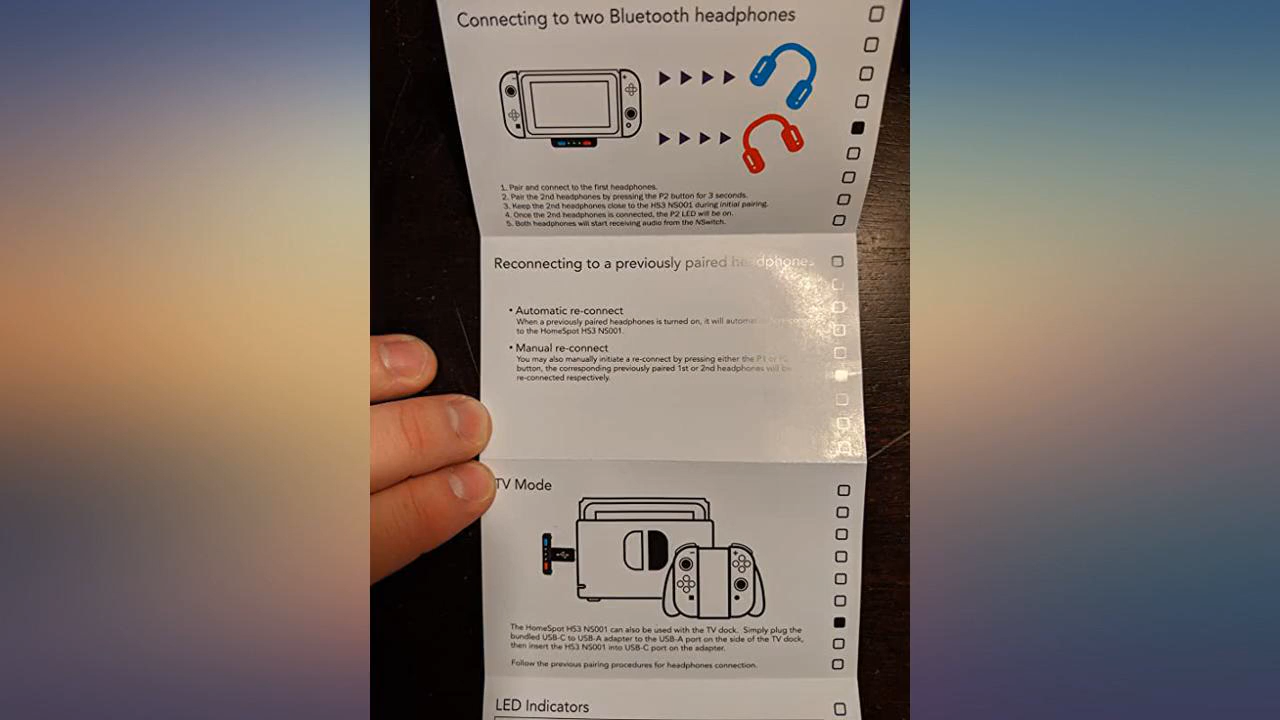 Connecting to two Bluetooth headphones
1. Pair and connect to the first headphones.
2. Pair the 2nd headphones by pressing the P2 button for 3 seconds.
3. Keep the 2nd headphones close to the HS3 NS001 during initial pairing.
4. Once the 2nd headphones is connected, the P2 LED will be on.
5. Both headphones will start receiving audio from the NSwitch.
Reconnecting to a previously paired headphones
• Automatic re-connect
When a previously paired headphones is turned on, it will
to the HomeSpot HS3 NS001.
• Manual re-connect
You may also manually initiate a re-connect by pressing either the P1 or
button, the corresponding previously paired 1st or 2nd headphones will be
re-connected respectively.
TV Mode
The HomeSpot HS3 NS001 can also be used with the TV dock. Simply plug the
bundled USB-C to USB-A adapter to the USB-A port on the side of the TV dock,
then insert the HS3 NS001 into USB-C port on the adapter.
Follow the previous pairing procedures for headphones connection.
LED Indicators